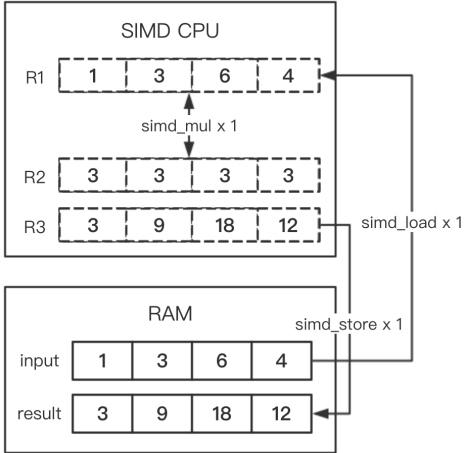 SIMD CPU
R1 1 3 6 4
simd_mul x 1
R2 3 3 3 3
R3 3 9 18 12
simd_load x 1
RAM
simd_store x 1
input 1 3 6 4
result 3 9 18 12